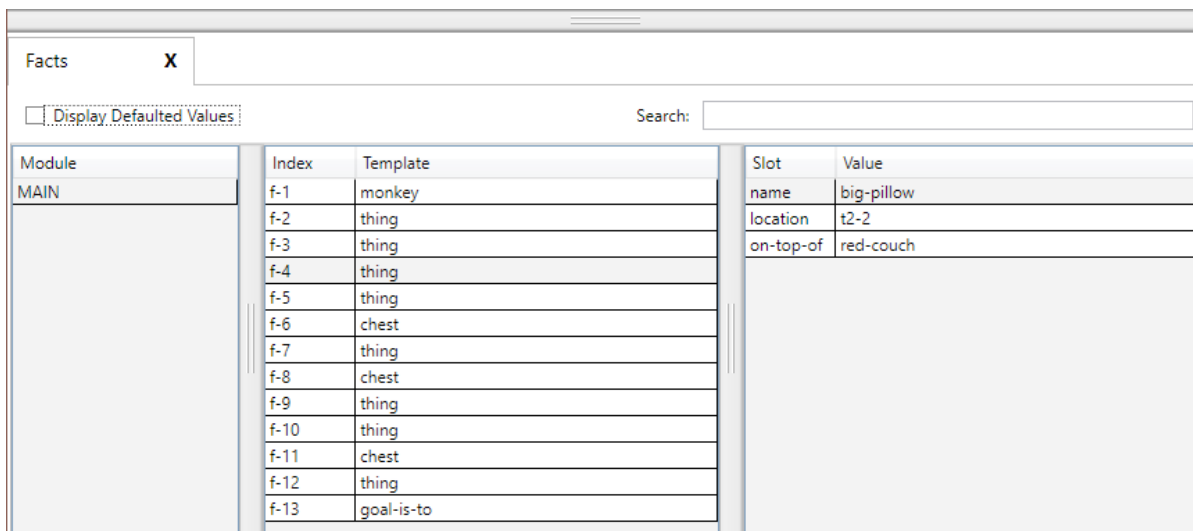 Facts X
Display Defaulted Values Search:
Module Index Template Slot Value
MAIN f-1 monkey name big-pillow
f-2 thing location t2-2
f-3 thing on-top-of red-couch
f-4 thing
f-5 thing
f-6 chest
f-7 thing
f-8 chest
f-9 thing
f-10 thing
f-11 chest
f-12 thing
f-13 goal-is-to